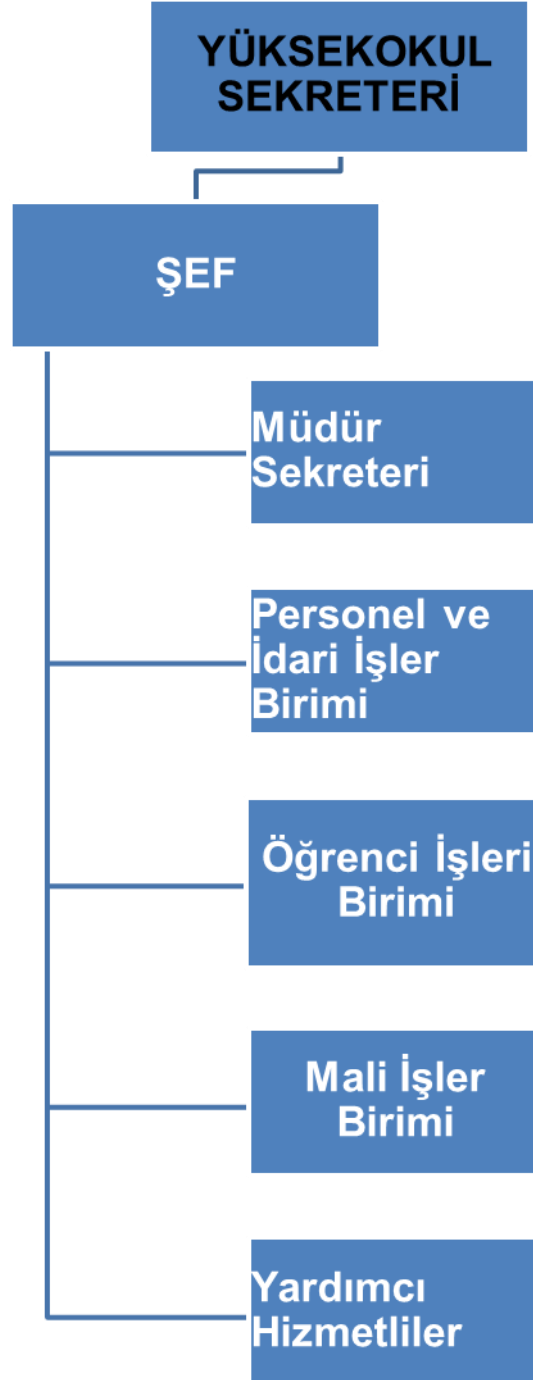 YÜKSEKOKUL
SEKRETERİ
ŞEF
Müdür
Sekreteri
Personel ve
İdari İşler
Birimi
Öğrenci İşleri
Birimi
Mali İşler
Birimi
Yardımcı
Hizmetliler